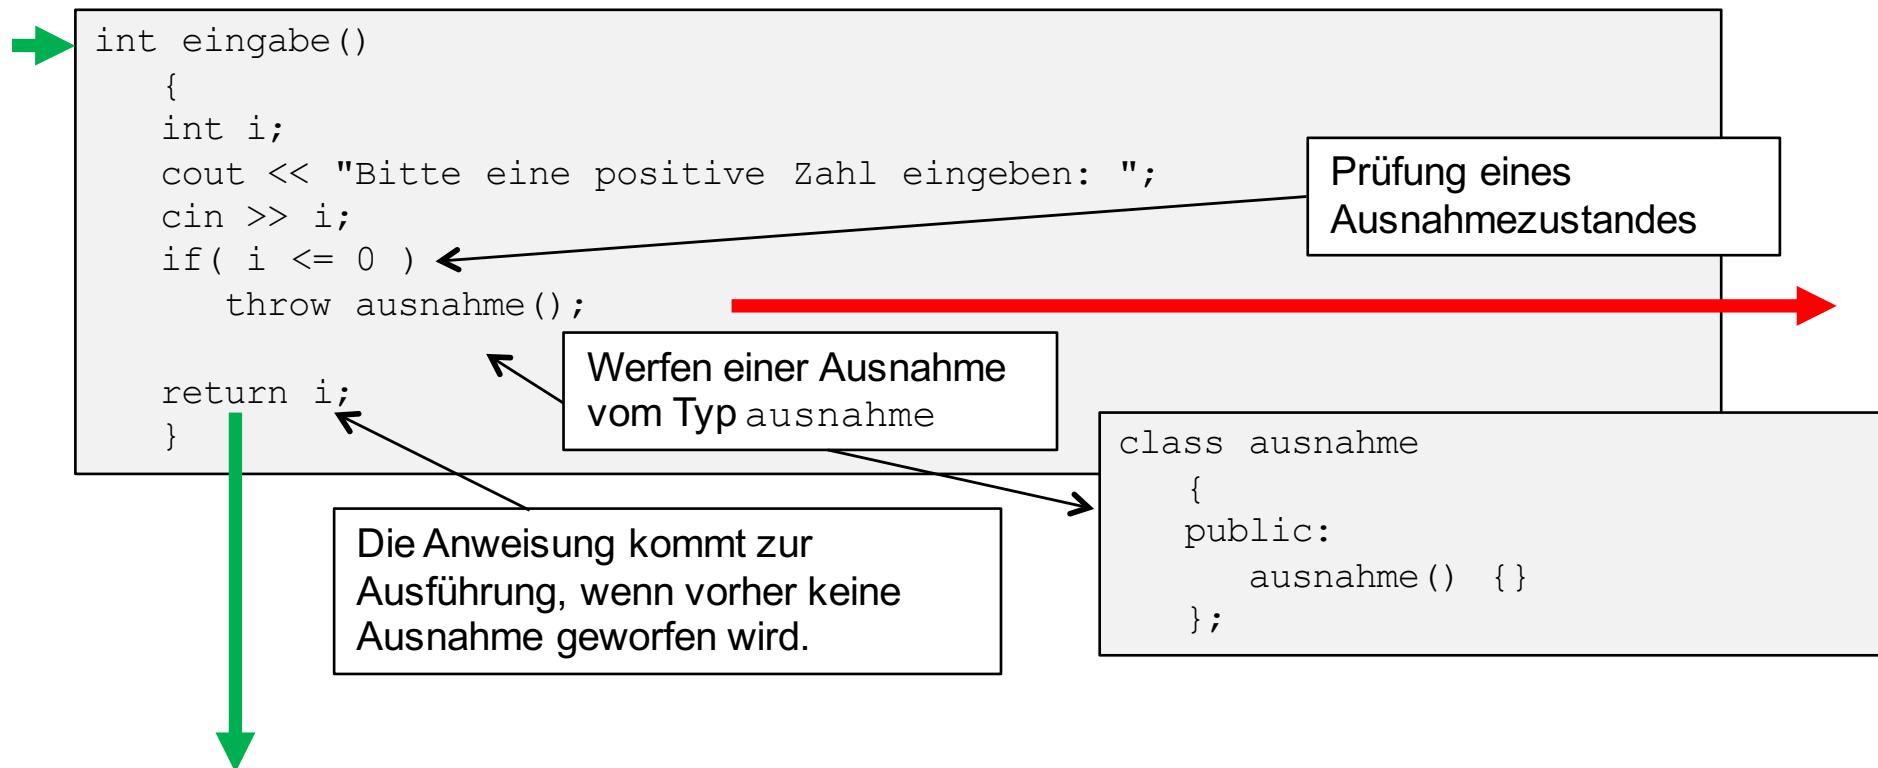 int eingabe()
{
int i;
cout << "Bitte eine positive Zahl eingeben: ";
cin >> i;
if( i <= 0 )
throw ausnahme();
return i;
}
Prüfung eines
Ausnahmezustandes
Werfen einer Ausnahme
vom Typ ausnahme
Die Anweisung kommt zur
Ausführung, wenn vorher keine
Ausnahme geworfen wird.
class ausnahme
{
public:
ausnahme() {}
};